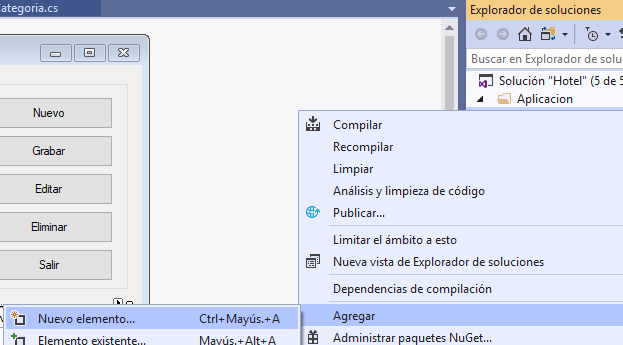 ategoria.cs
Explorador de soluciones
Buscar en Explorador de solu
Solución "Hotel" (5 de 5
Aplicacion
Nuevo
Grabar
Editar
Eliminar
Salir
Compilar
Recompilar
Limpiar
Análisis y limpieza de código
Publicar...
Limitar el ámbito a esto
Nueva vista de Explorador de soluciones
Dependencias de compilación
Agregar
Administrar paquetes NuGet...
Nuevo elemento... Ctrl+Mayús.+A
Elemento existente... Mayús.+Alt+A